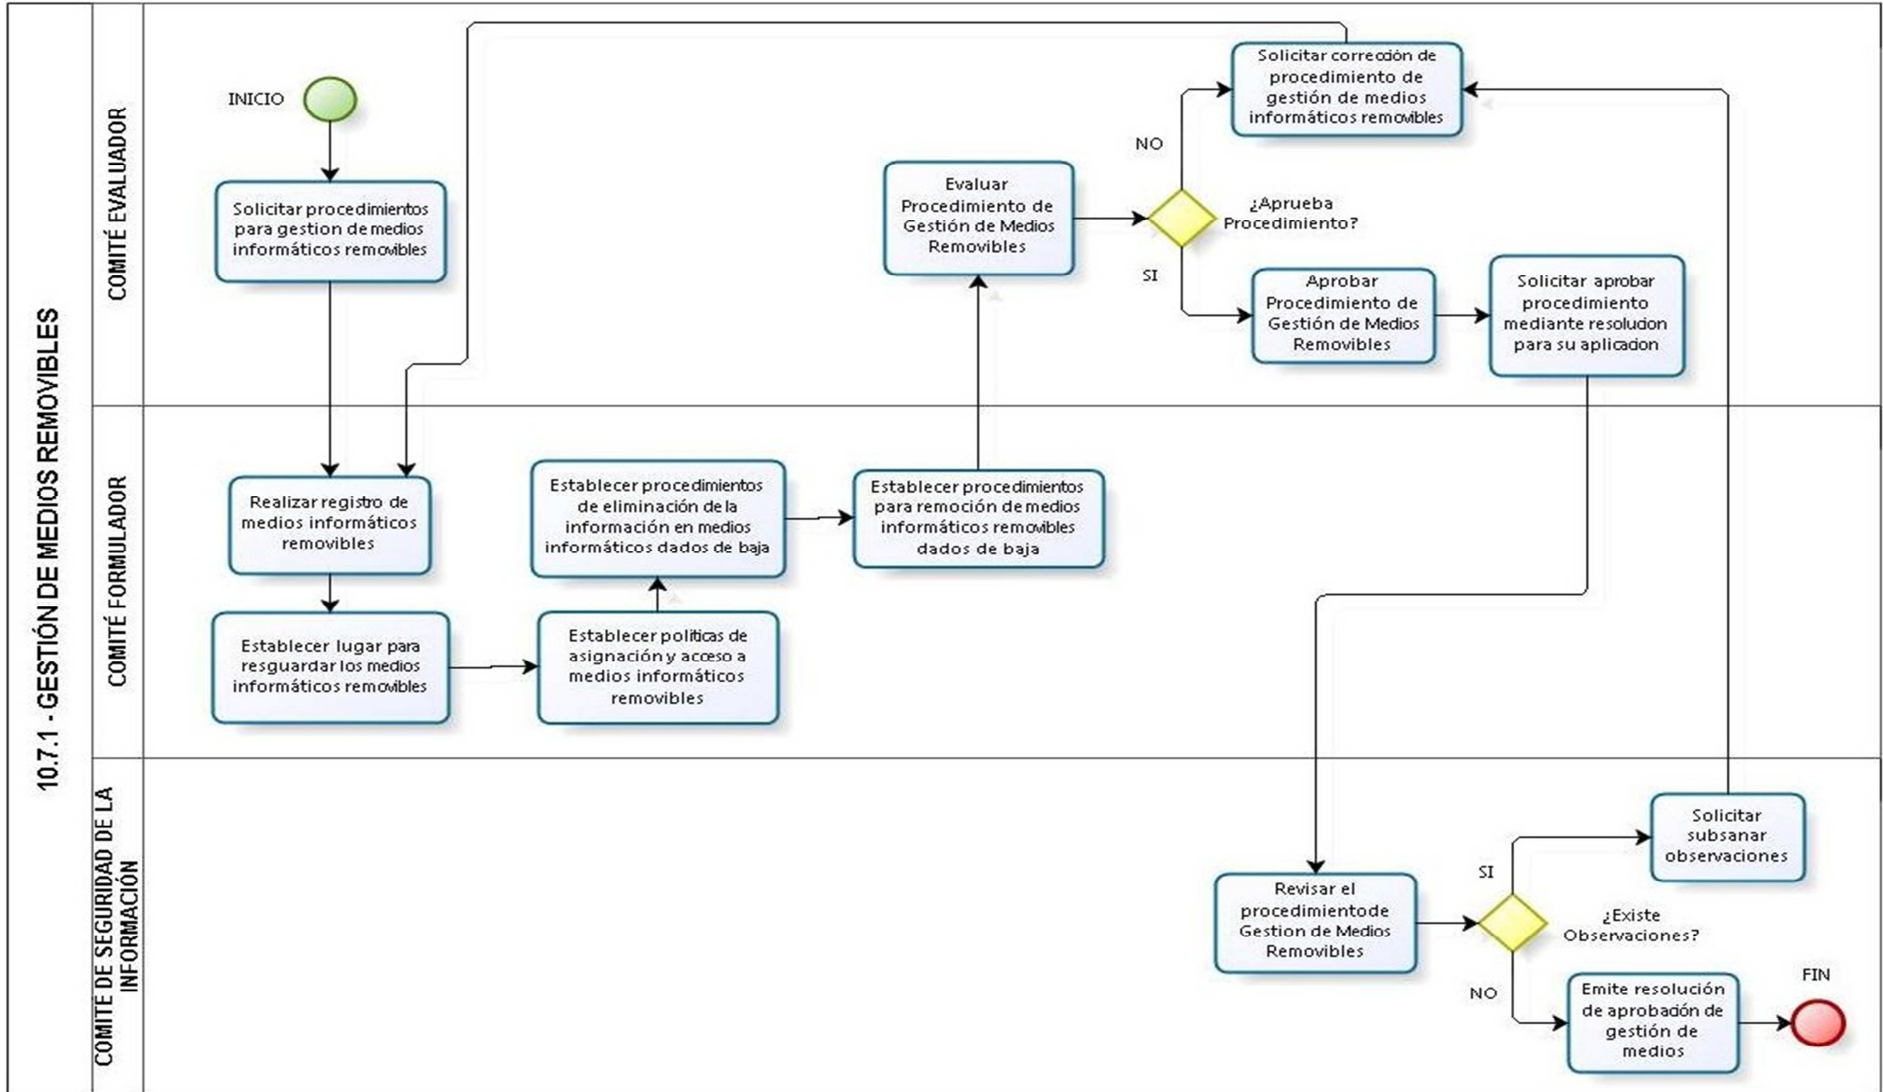 10.7.1 - GESTIÓN DE MEDIOS REMOVIBLES
COMITÉ EVALUADOR
INICIO
Solicitar procedimientos
para gestion de medios
informáticos removibles
Evaluar
Procedimiento de
Gestión de Medios
Removibles
¿Aprueba
Procedimiento?
NO
Solicitar corrección de
procedimiento de
gestión de medios
informáticos removibles
SI
Aprobar
Procedimiento de
Gestión de Medios
Removibles
Solicitar aprobar
procedimiento
mediante resolucion
para su aplicacion
COMITÉ FORMULADOR
Realizar registro de
medios informáticos
removibles
Establecer lugar para
resguardar los medios
informáticos removibles
Establecer políticas de
asignación y acceso a
medios informáticos
removibles
Establecer procedimientos
de eliminación de la
información en medios
informáticos dados de baja
Establecer procedimientos
para remoción de medios
informáticos removibles
dados de baja
COMITÉ DE SEGURIDAD DE LA
INFORMACIÓN
Revisar el
procedimiento de
Gestion de Medios
Removibles
¿Existe
Observaciones?
SI
Solicitar
subsanar
observaciones
NO
Emite resolución
de aprobación de
gestión de
medios
FIN